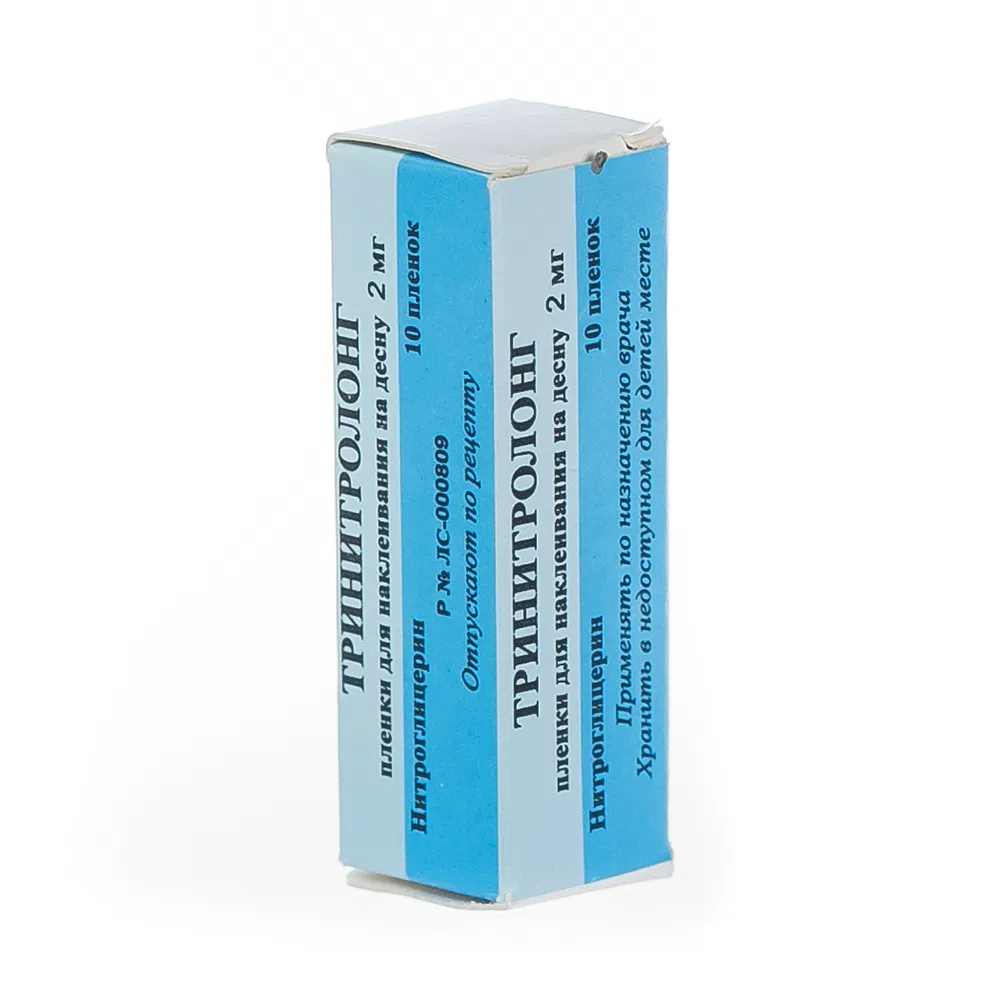 ТРИНИТРОЛОНГ
пленки для наклеивания на десну 2 мг
Нитроглицерин 10 пленок
Р № ЛС-000809
Отпускают по рецепту
ТРИНИТРОЛОНГ
пленки для наклеивания на десну 2 мг
Нитроглицерин 10 пленок
Применять по назначению врача
Хранить в недоступном для детей месте